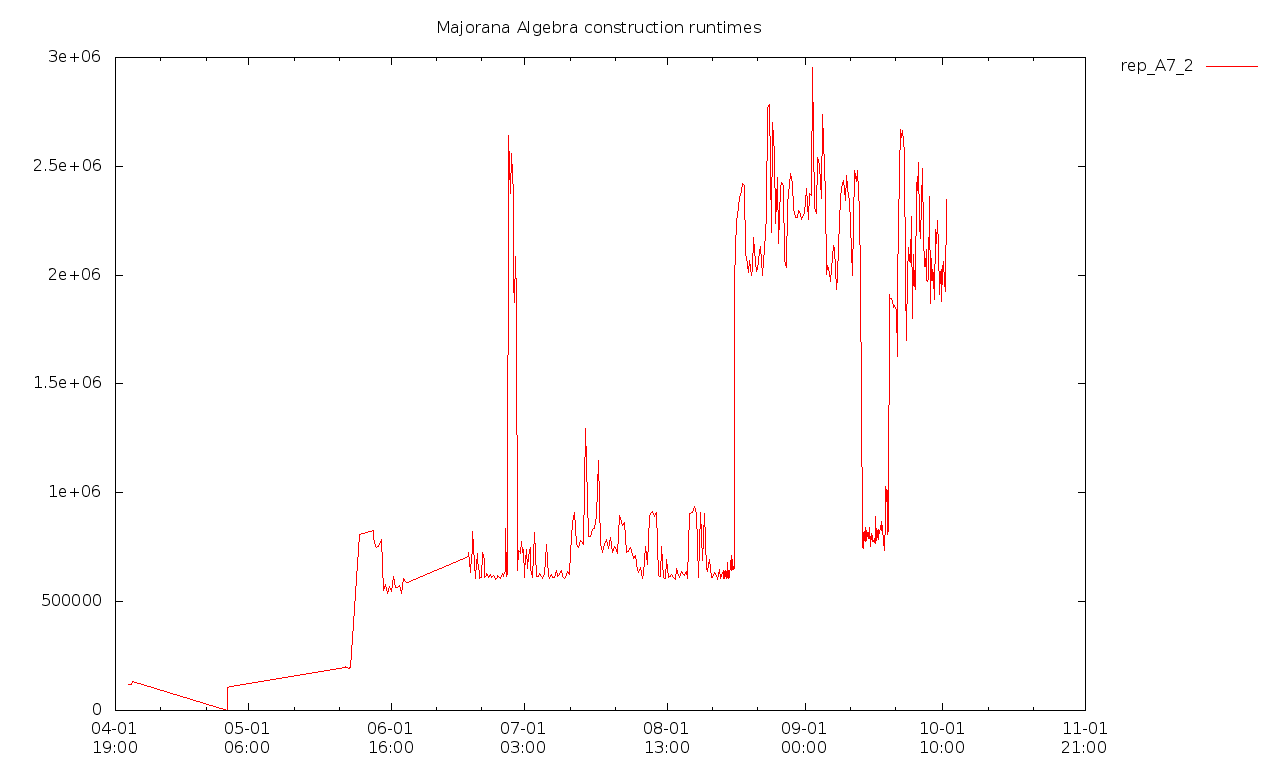 Majorana Algebra construction runtimes
rep_A7_2
3e+06
2.5e+06
2e+06
1.5e+06
1e+06
500000
0
04-01 05-01 06-01 07-01 08-01 09-01 10-01 11-01
19:00 06:00 16:00 03:00 13:00 00:00 10:00 21:00